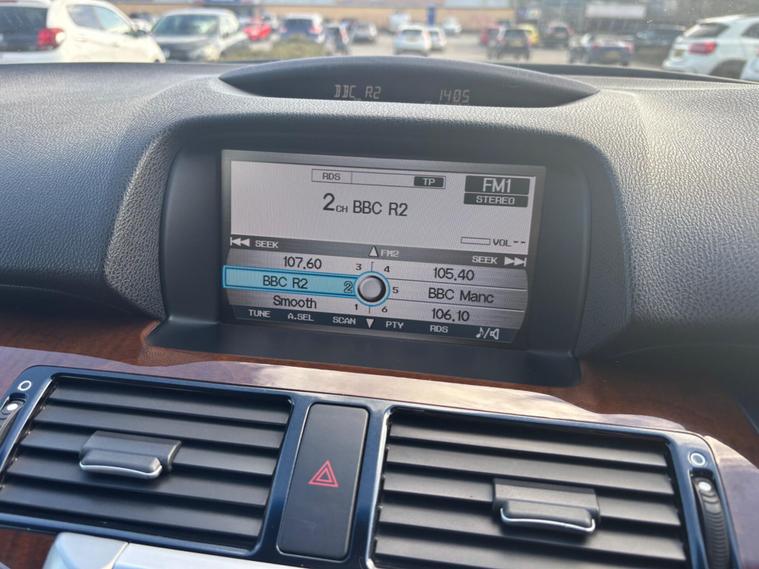 BBC R2 1405
RDS TP FM1
STEREO
2CH BBC R2
VOL --
SEEK FM2 SEEK
107.60 3 4 105.40
BBC R2 2 5 BBC Manc
Smooth 1 6 106.10
TUNE A.SEL SCAN PTY RDS